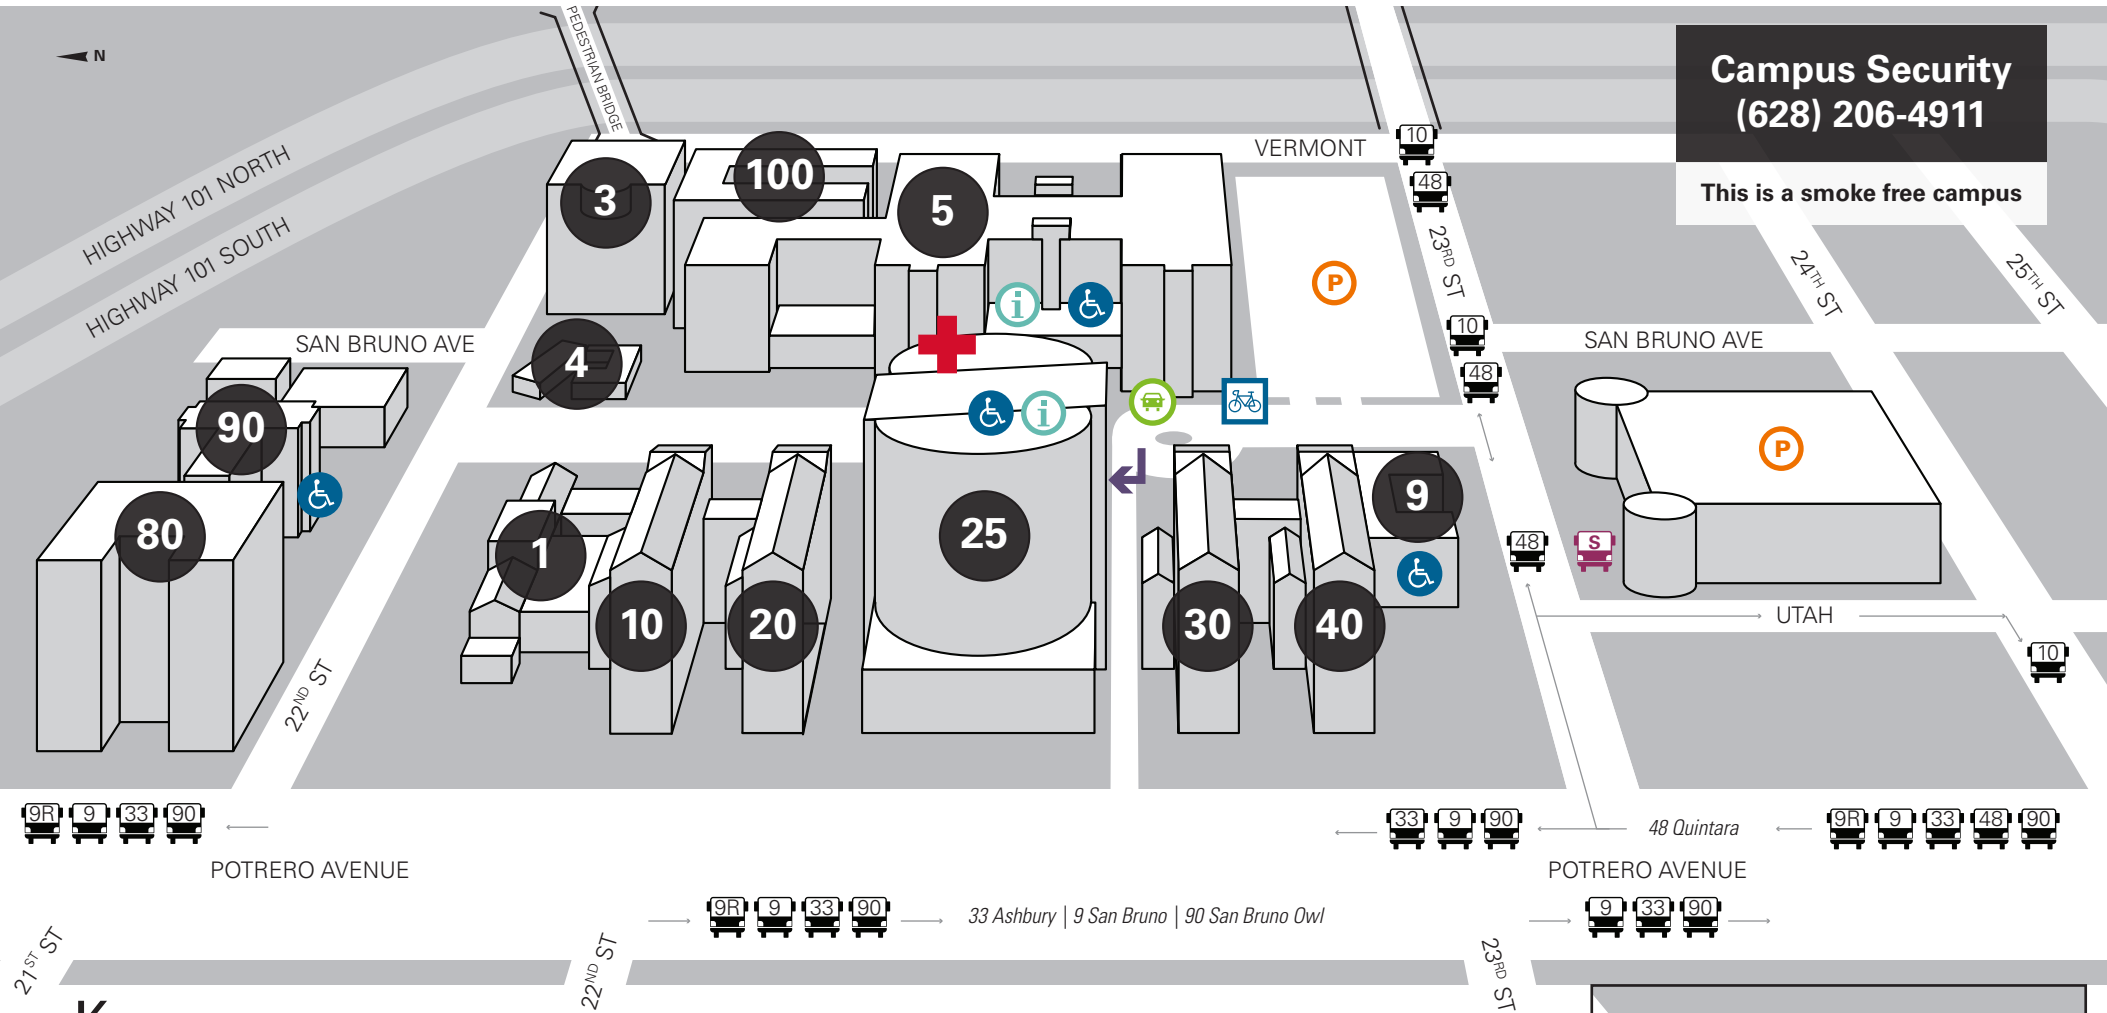 N
PEDESTRIAN BRIDGE
Campus Security
(628) 206-4911
This is a smoke free campus
HIGHWAY 101 NORTH
HIGHWAY 101 SOUTH
VERMONT
10
48
3
100
5
i
P
23RD ST
24TH ST
25TH ST
SAN BRUNO AVE
4
10
48
SAN BRUNO AVE
90
i
P
80
1
25
9
48
S
10
20
30
40
UTAH
10
22ND ST
9R 9 33 90
33 9 90
48 Quintara
9R 9 33 48 90
POTRERO AVENUE
POTRERO AVENUE
9R 9 33 90
33 Ashbury | 9 San Bruno | 90 San Bruno Owl
9 33 90
21ST ST
22ND ST
23RD ST